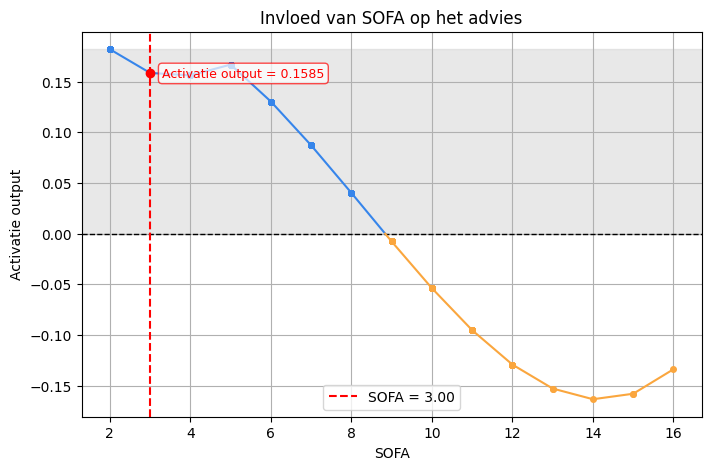 Invloed van SOFA op het advies
Activatie output
0.15
0.10
0.05
0.00
−0.05
−0.10
−0.15
Activatie output = 0.1585
SOFA = 3.00
2 4 6 8 10 12 14 16
SOFA